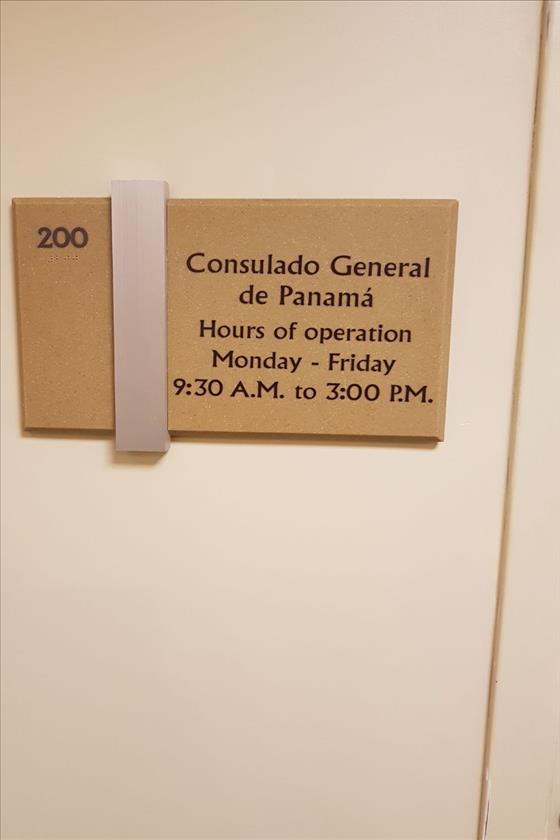 200
Consulado General
de Panamá
Hours of operation
Monday - Friday
9:30 A.M. to 3:00 P.M.